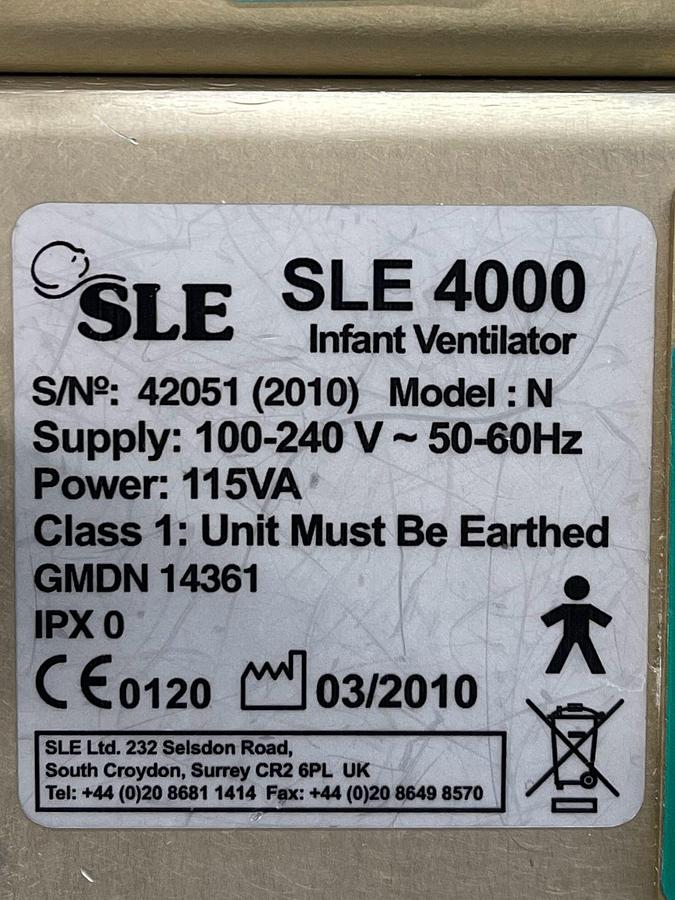 SLE SLE 4000
Infant Ventilator
S/Nº: 42051 (2010) Model : N
Supply: 100-240 V ~ 50-60Hz
Power: 115VA
Class 1: Unit Must Be Earthed
GMDN 14361
IPX 0
CE 0120 03/2010
SLE Ltd. 232 Selsdon Road,
South Croydon, Surrey CR2 6PL UK
Tel: +44 (0)20 8681 1414 Fax: +44 (0)20 8649 8570